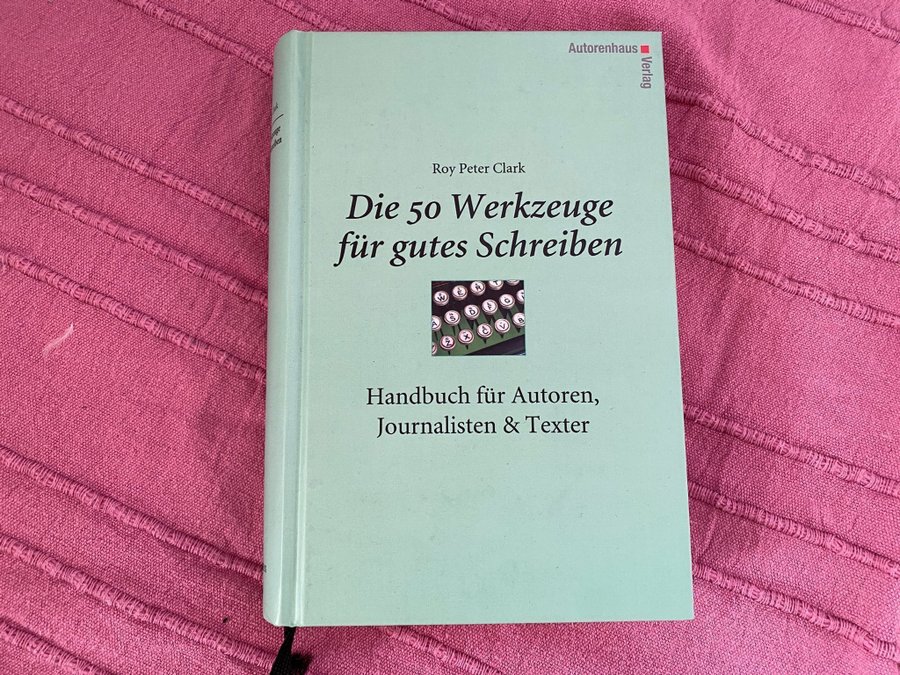 Autorenhaus
Verlag
Roy Peter Clark
Die 50 Werkzeuge
für gutes Schreiben
Handbuch für Autoren,
Journalisten & Texter